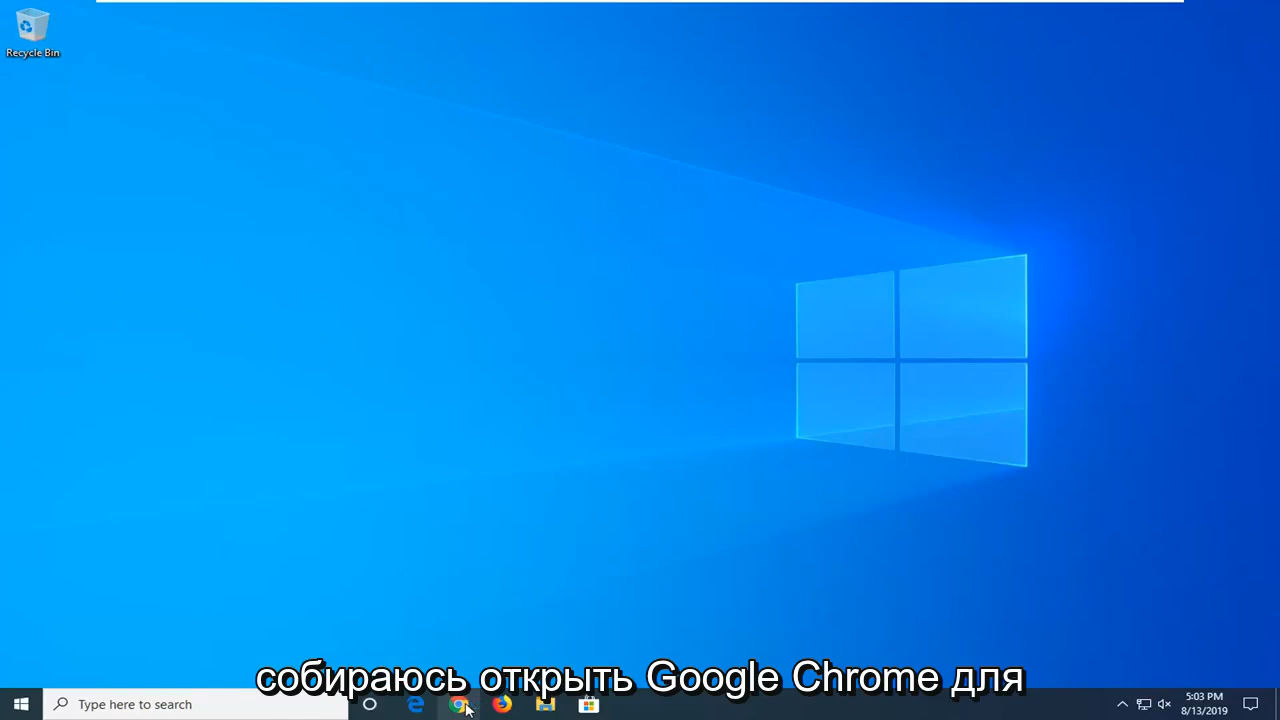 Recycle Bin
собираюсь открыть Google Chrome для
Type here to search
5:03 PM
8/13/2019